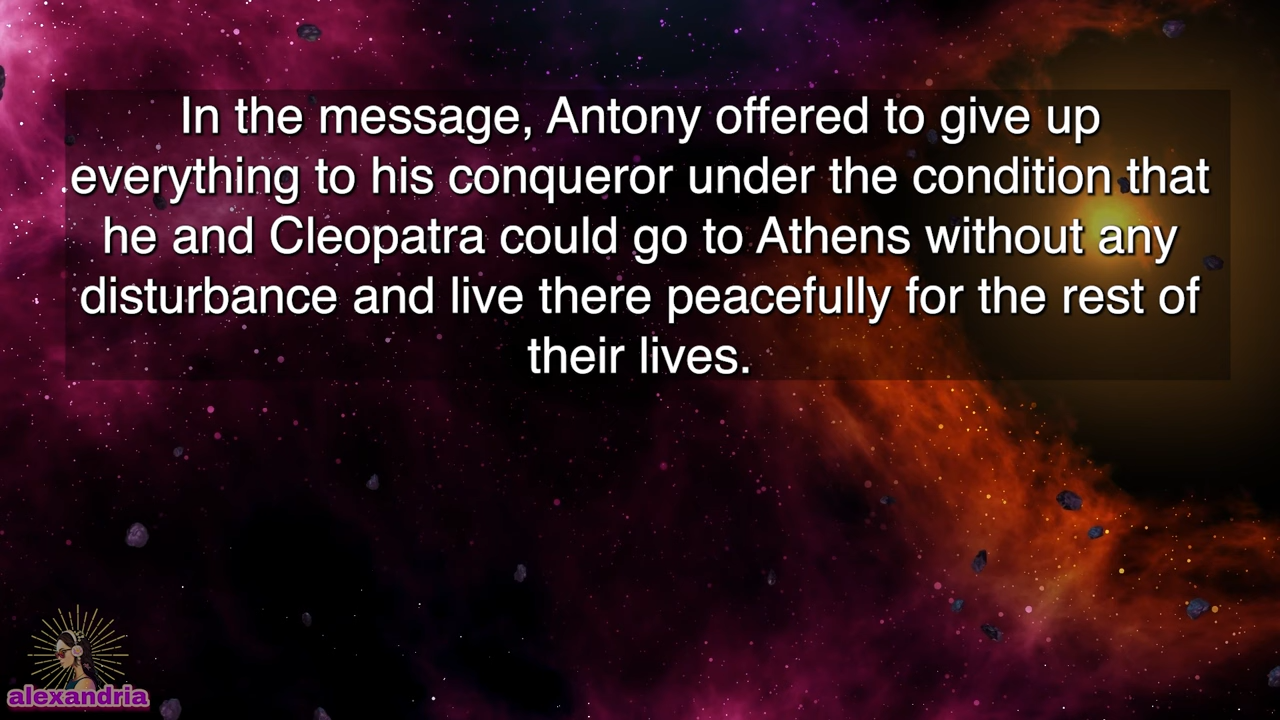 In the message, Antony offered to give up
everything to his conqueror under the condition that
he and Cleopatra could go to Athens without any
disturbance and live there peacefully for the rest of
their lives.
alexandria